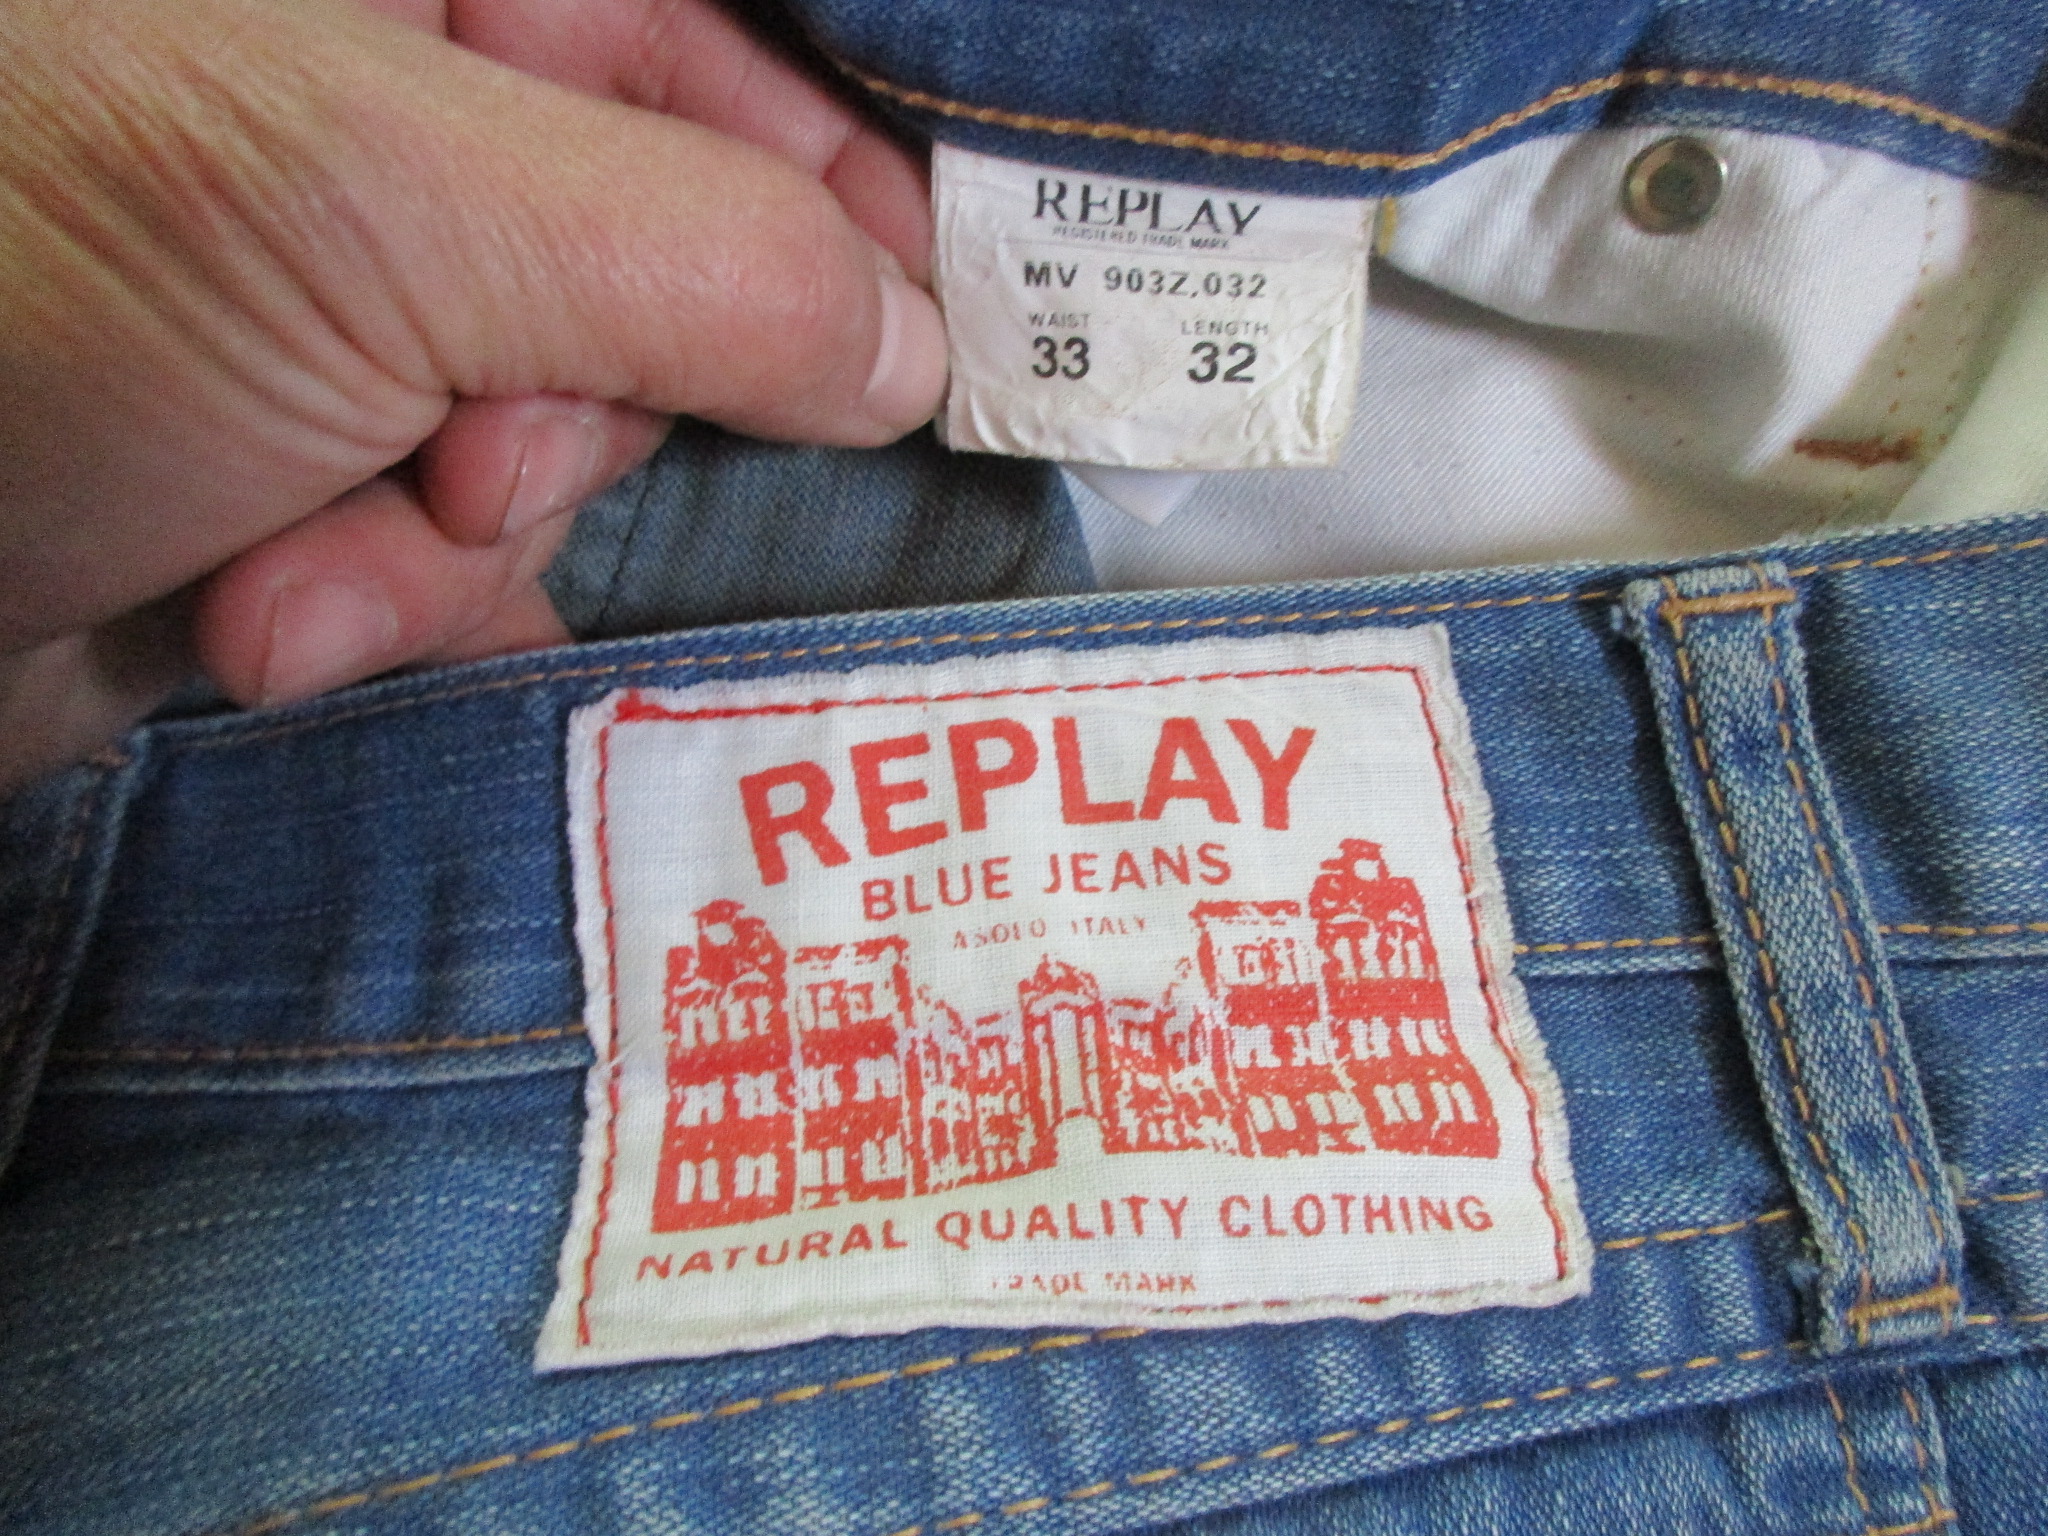 REPLAY
REGISTERED TRADE MARK
MV 903Z.032
WAIST LENGTH
33 32
REPLAY
BLUE JEANS
ASOLO ITALY
NATURAL QUALITY CLOTHING
TRADE MARK